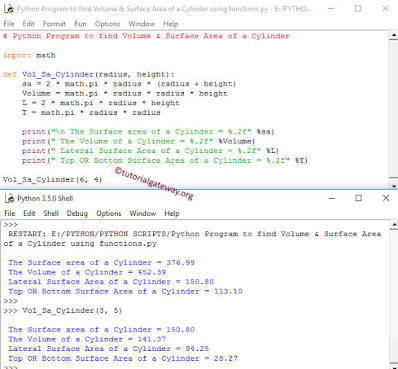 Python Program to find Volume & Surface Area of a Cylinder using functions.py - E:/PYTHO...
File Edit Format Run Options Window Help
# Python Program to find Volume & Surface Area of a Cylinder
import math
def Vol_Sa_Cylinder(radius, height):
sa = 2 * math.pi * radius * (radius + height)
Volume = math.pi * radius * radius * height
L = 2 * math.pi * radius * height
T = math.pi * radius * radius
print("\n The Surface area of a Cylinder = %.2f" %sa)
print(" The Volume of a Cylinder = %.2f" %Volume)
print(" Lateral Surface Area of a Cylinder = %.2f" %L)
print(" Top OR Bottom Surface Area of a Cylinder = %.2f" %T)
Vol_Sa_Cylinder(6, 4)
©tutorialgateway.org
Python 3.5.0 Shell
File Edit Shell Debug Options Window Help
>>>
RESTART: E:/PYTHON/PYTHON SCRIPTS/Python Program to find Volume & Surface Area
of a Cylinder using functions.py
The Surface area of a Cylinder = 376.99
The Volume of a Cylinder = 452.39
Lateral Surface Area of a Cylinder = 150.80
Top OR Bottom Surface Area of a Cylinder = 113.10
>>>
>>> Vol_Sa_Cylinder(3, 5)
The Surface area of a Cylinder = 150.80
The Volume of a Cylinder = 141.37
Lateral Surface Area of a Cylinder = 94.25
Top OR Bottom Surface Area of a Cylinder = 28.27
>>>